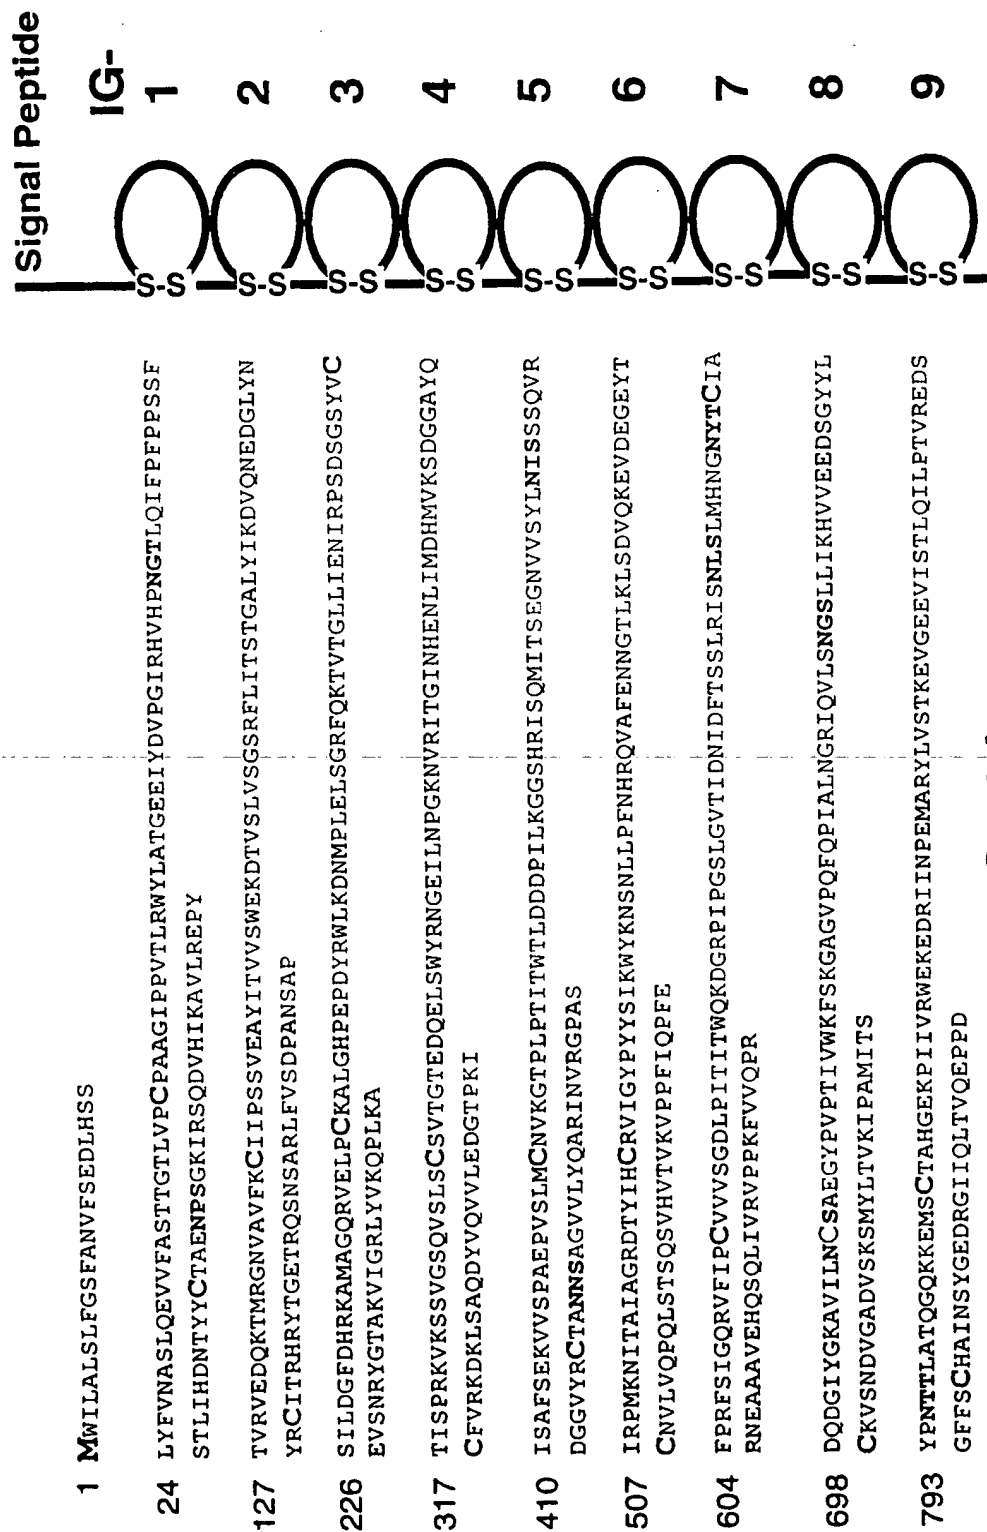 Signal Peptide
IG-
1 MWILALSLFGSFANVFSEDLHSS
24 LYFVNASLQEVVFASTTGTLVPCPAAGIPPVTLRWYLATGEEIYDVPGIRHVHPNGTLQIFPFPPSSF
STLIHDNTYYCTAENPSGKIRSQDVHIKAVLREPY
S-S 1
127 TVRVEDQKTMRGNVAVFKCIIPSSVEAYITVVSWEKDTVSLVSGSRFLITSTGALYIKDVQNEDGLYN
YRCITRHRYTGETRQSNSARLFVSDPANSAP
S-S 2
226 SILDGFDHRKAMAGQRVELPCKALGHPEPDYRWLKDNMPLELSGRFQKTVTGLLIENIRPSDSGSYVC
EVSNRYGTAKVIGRLYVKQPLKA
S-S 3
317 TISPRKVKSSVGSQVSLSCSVTGTEDQELSWYRNGEILNPGKNVRITGINHENLIMDHMVKSDGGAYQ
CFVRKDKLSAQDYVQVVLEDGTPKI
S-S 4
410 ISAFSEKVVSPAEPVSLMCNVKGTPLPTITWTLDDDPILKGGSHRISQMITSEGNVVSYLNISSSQVR
DGGVYRCTANNSAGVVLYQARINVRGPAS
S-S 5
507 IRPMKNITAIAGRDTYIHCRVIGYPYYSIKWYKNSNLLPFNHRQVAFENNGTLKLSDVQKEVDEGEYT
CNVLVQPQLSTSQSVHVTVKVPPFIQPFE
S-S 6
604 FPRFSIGQRVFIPCVVVSGDLPITITWQKDGRPIPGSLGVTIDNIDFTSSLRISNLSLMHNGNYTCIA
RNEAAAVEHQSQLIVRVPPKFVVQPR
S-S 7
698 DQDGIYGKAVILNCSAEGYPVPTIVWKFSKGAGVPQFQPIALNGRIQVLSNGSLLIKHVVEEDSGYYL
CKVSNDVGADVSKSMYLTVKIPAMITS
S-S 8
793 YPNTTLATQGQKKEMSCTAHGEKPIIVRWEKEDRIINPEMARYLVSTKEVGEEVISTLQILPTVREDS
GFFSCHAINSYGEDRGIIQLTVQEPPD
S-S 9